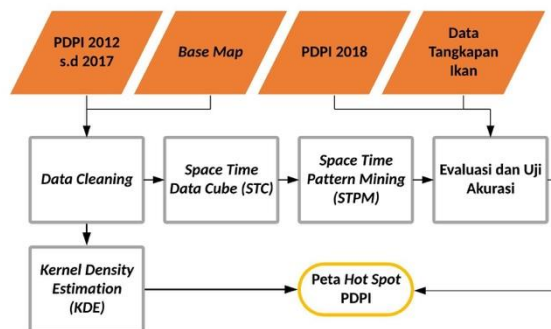 PDPI 2012
s.d 2017
Base Map
PDPI 2018
Data
Tangkapan
Ikan
Data Cleaning
Space Time
Data Cube (STC)
Space Time
Pattern Mining
(STPM)
Evaluasi dan Uji
Akurasi
Kernel Density
Estimation
(KDE)
Peta Hot Spot
PDPI